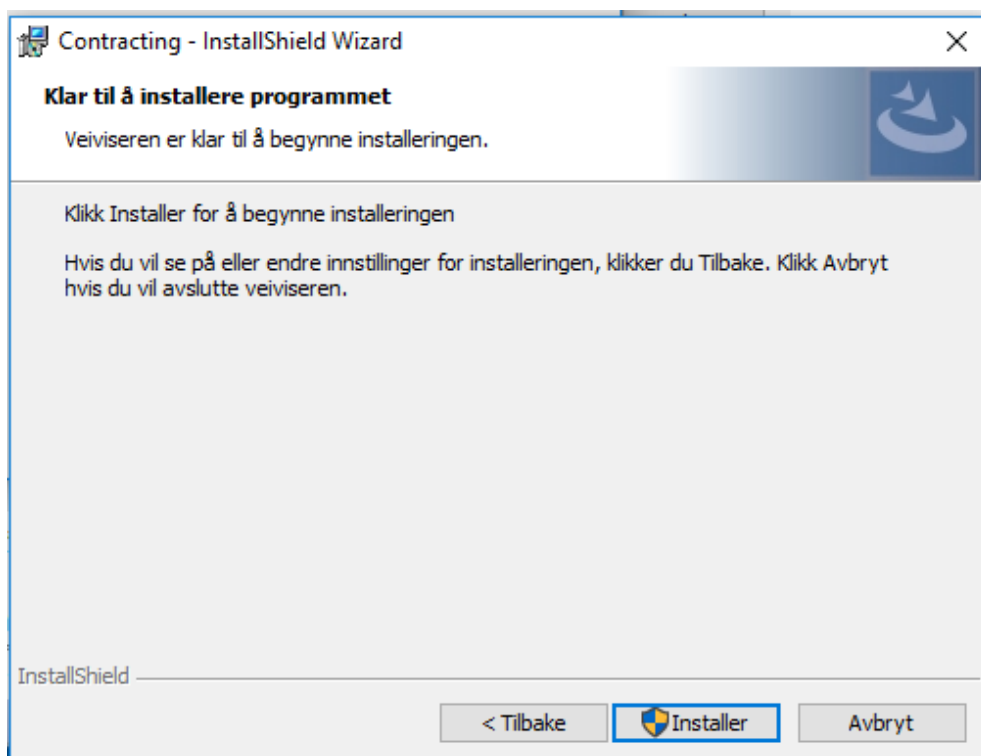 Contracting - InstallShield Wizard
Klar til å installere programmet
Veiviseren er klar til å begynne installeringen.
Klikk Installer for å begynne installeringen
Hvis du vil se på eller endre innstillinger for installeringen, klikker du Tilbake. Klikk Avbryt
hvis du vil avslutte veiviseren.
InstallShield
< Tilbake
Installer
Avbryt